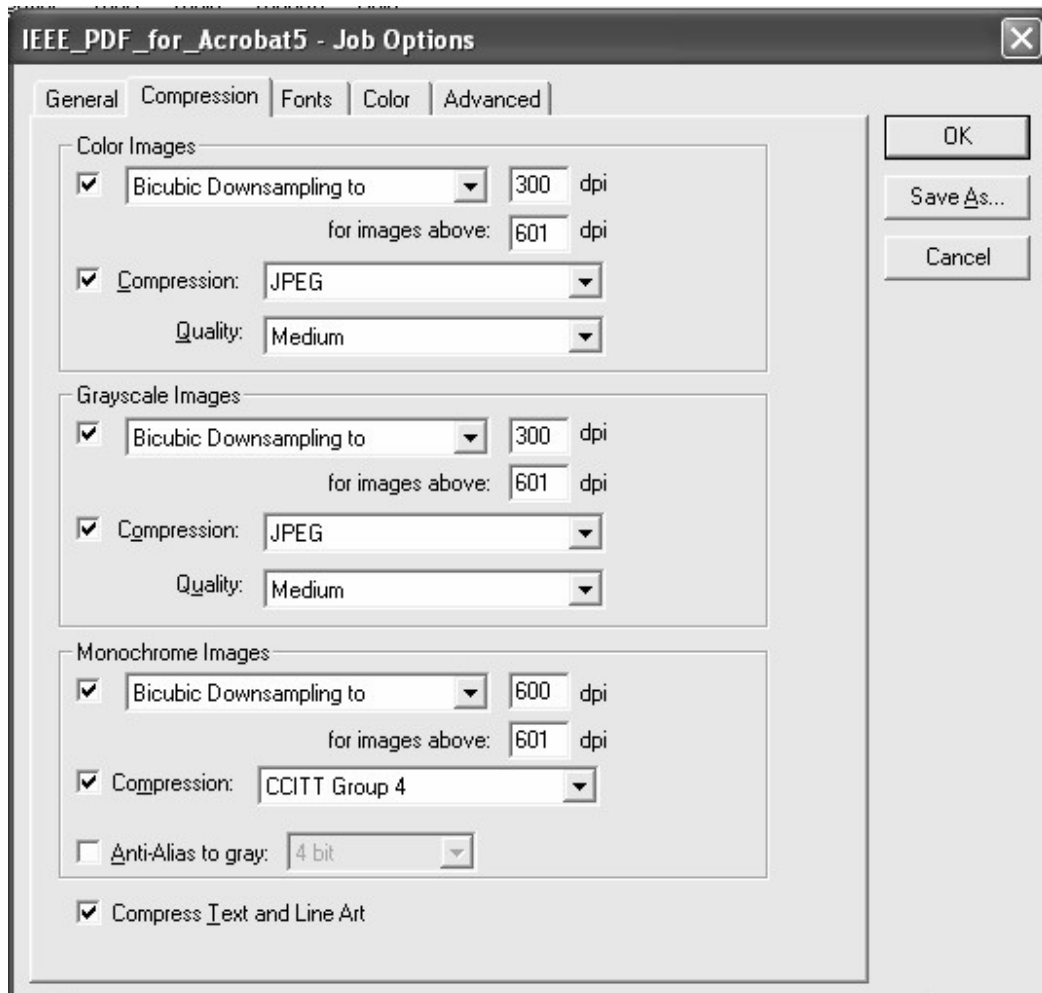 IEEE_PDF_for_Acrobat5 - Job Options
General Compression Fonts Color Advanced
OK
Save As...
Cancel
Color Images
Bicubic Downsampling to 300 dpi
for images above: 601 dpi
Compression: JPEG
Quality: Medium
Grayscale Images
Bicubic Downsampling to 300 dpi
for images above: 601 dpi
Compression: JPEG
Quality: Medium
Monochrome Images
Bicubic Downsampling to 600 dpi
for images above: 601 dpi
Compression: CCITT Group 4
Anti-Alias to gray: 4 bit
Compress Text and Line Art